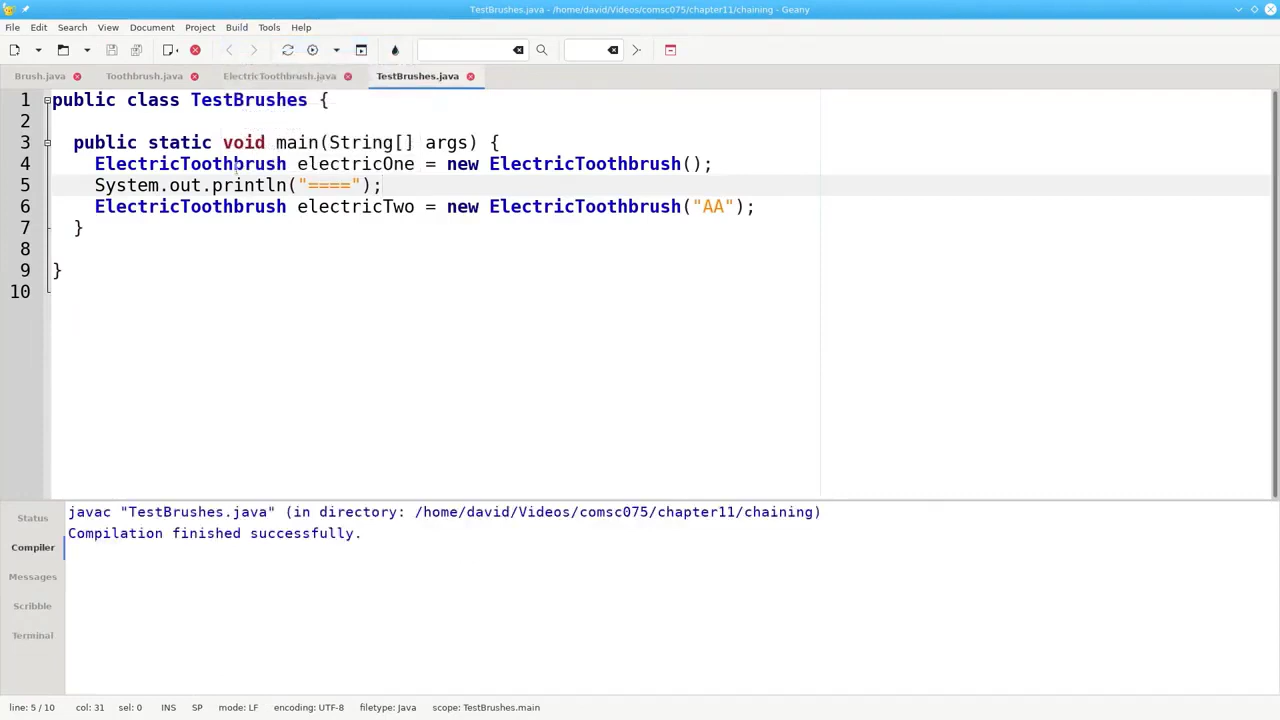 TestBrushes.java - /home/david/Videos/comsc075/chapter11/chaining - Geany
File Edit Search View Document Project Build Tools Help
Brush.java Toothbrush.java ElectricToothbrush.java TestBrushes.java
1 public class TestBrushes {
2
3 public static void main(String[] args) {
4 ElectricToothbrush electricOne = new ElectricToothbrush();
5 System.out.println("====");
6 ElectricToothbrush electricTwo = new ElectricToothbrush("AA");
7 }
8
9 }
10
Status
Compiler
Messages
Scribble
Terminal
javac "TestBrushes.java" (in directory: /home/david/Videos/comsc075/chapter11/chaining)
Compilation finished successfully.
line: 5 / 10 col: 31 sel: 0 INS SP mode: LF encoding: UTF-8 filetype: Java scope: TestBrushes.main